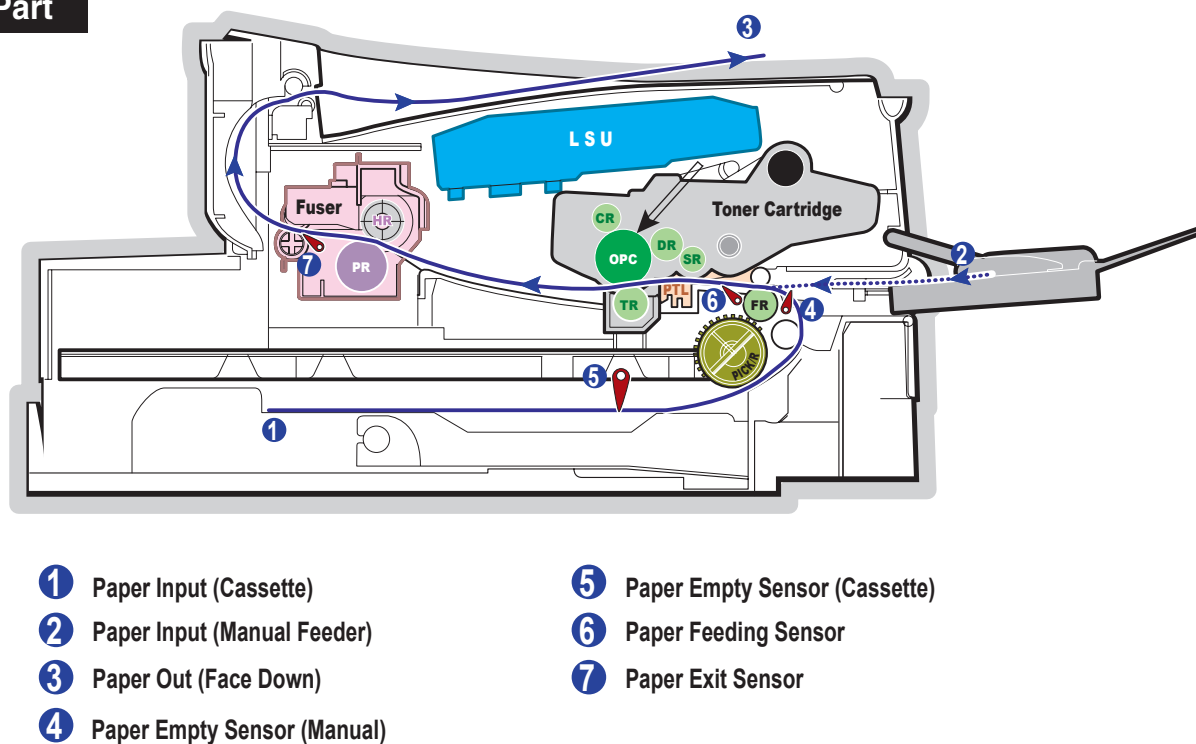 Part
3
LSU
Fuser
HR
PR
7
CR
OPC
DR
SR
Toner Cartridge
TR
PTL
6
FR
4
2
PICK/R
5
1
1 Paper Input (Cassette)
2 Paper Input (Manual Feeder)
3 Paper Out (Face Down)
4 Paper Empty Sensor (Manual)
5 Paper Empty Sensor (Cassette)
6 Paper Feeding Sensor
7 Paper Exit Sensor